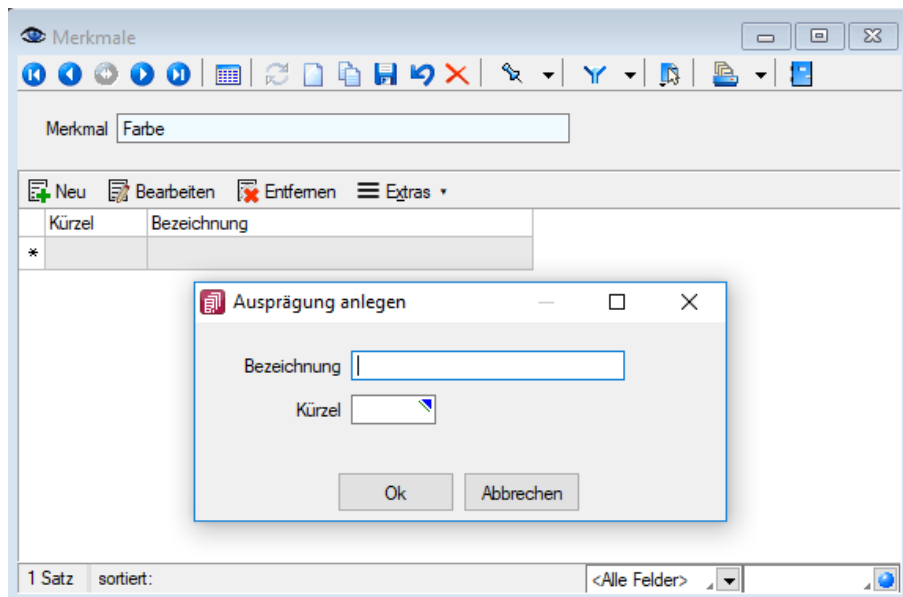 Merkmale
Merkmal Farbe
Neu Bearbeiten Entfernen Extras
Kürzel Bezeichnung
*
Ausprägung anlegen
Bezeichnung
Kürzel
Ok Abbrechen
1 Satz sortiert: <Alle Felder>